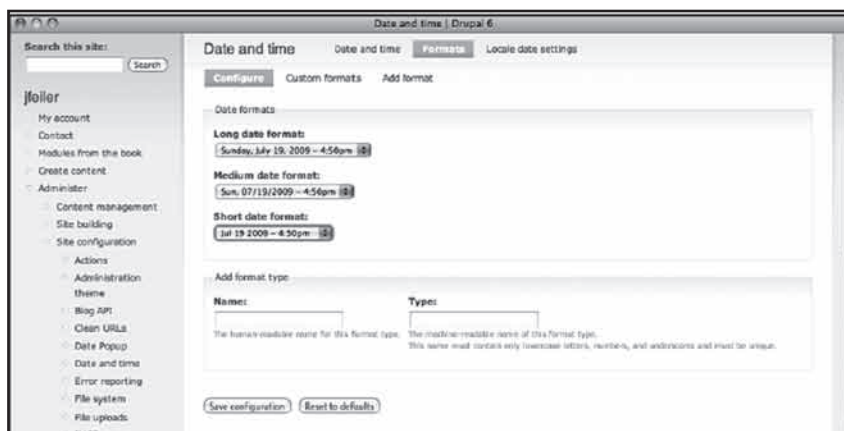 Date and time | Drupal 6
Search this site:
Search
jfoiler
My account
Contact
Modules from the book
Create content
Administer
Content management
Site building
Site configuration
Actions
Administration
theme
Blog API
Clean URLs
Date Popup
Date and time
Error reporting
File system
File uploads
Date and time
Date and time
Formats
Locale date settings
Configure
Custom formats
Add format
Date formats
Long date format:
Sunday, July 19, 2009 – 4:56pm
Medium date format:
Sun, 07/19/2009 – 4:56pm
Short date format:
Jul 19 2009 – 4:50pm
Add format type
Name:
The human-readable name for this format type.
Type:
The machine-readable name of this format type.
This name must contain only lowercase letters, numbers, and underscores and must be unique.
Save configuration
Reset to defaults